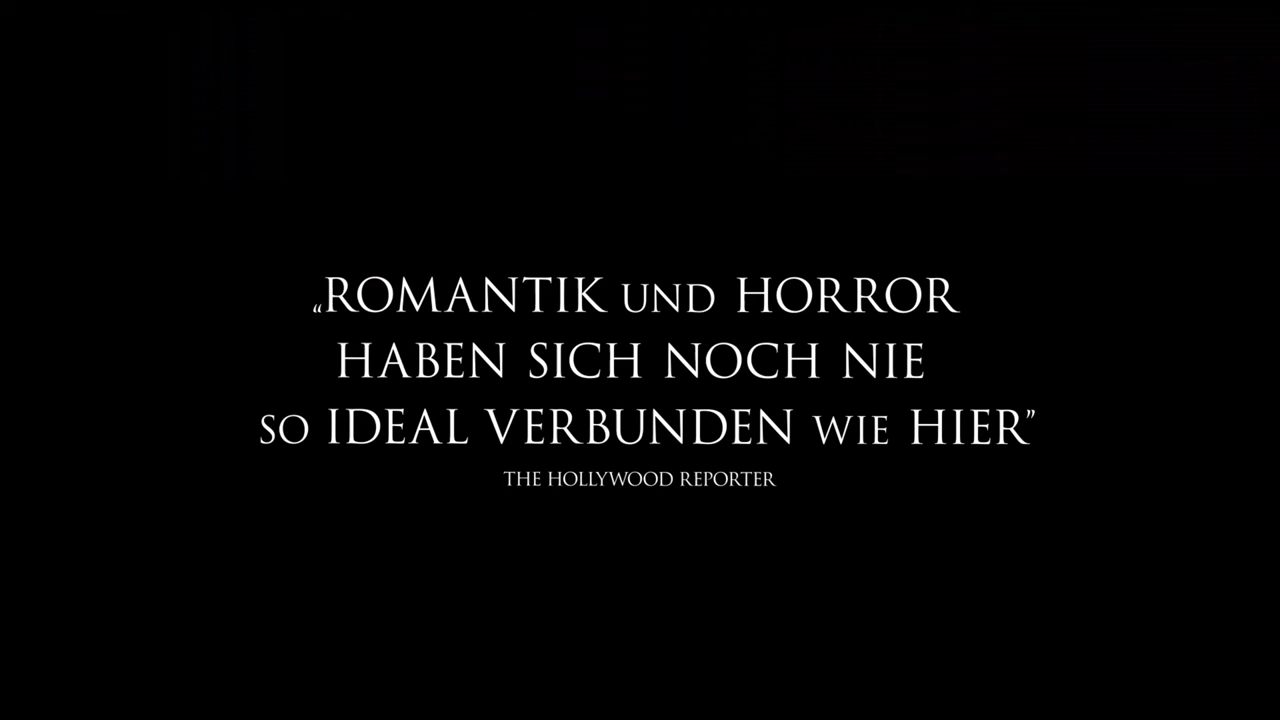 „ROMANTIK UND HORROR
HABEN SICH NOCH NIE
SO IDEAL VERBUNDEN WIE HIER”
THE HOLLYWOOD REPORTER